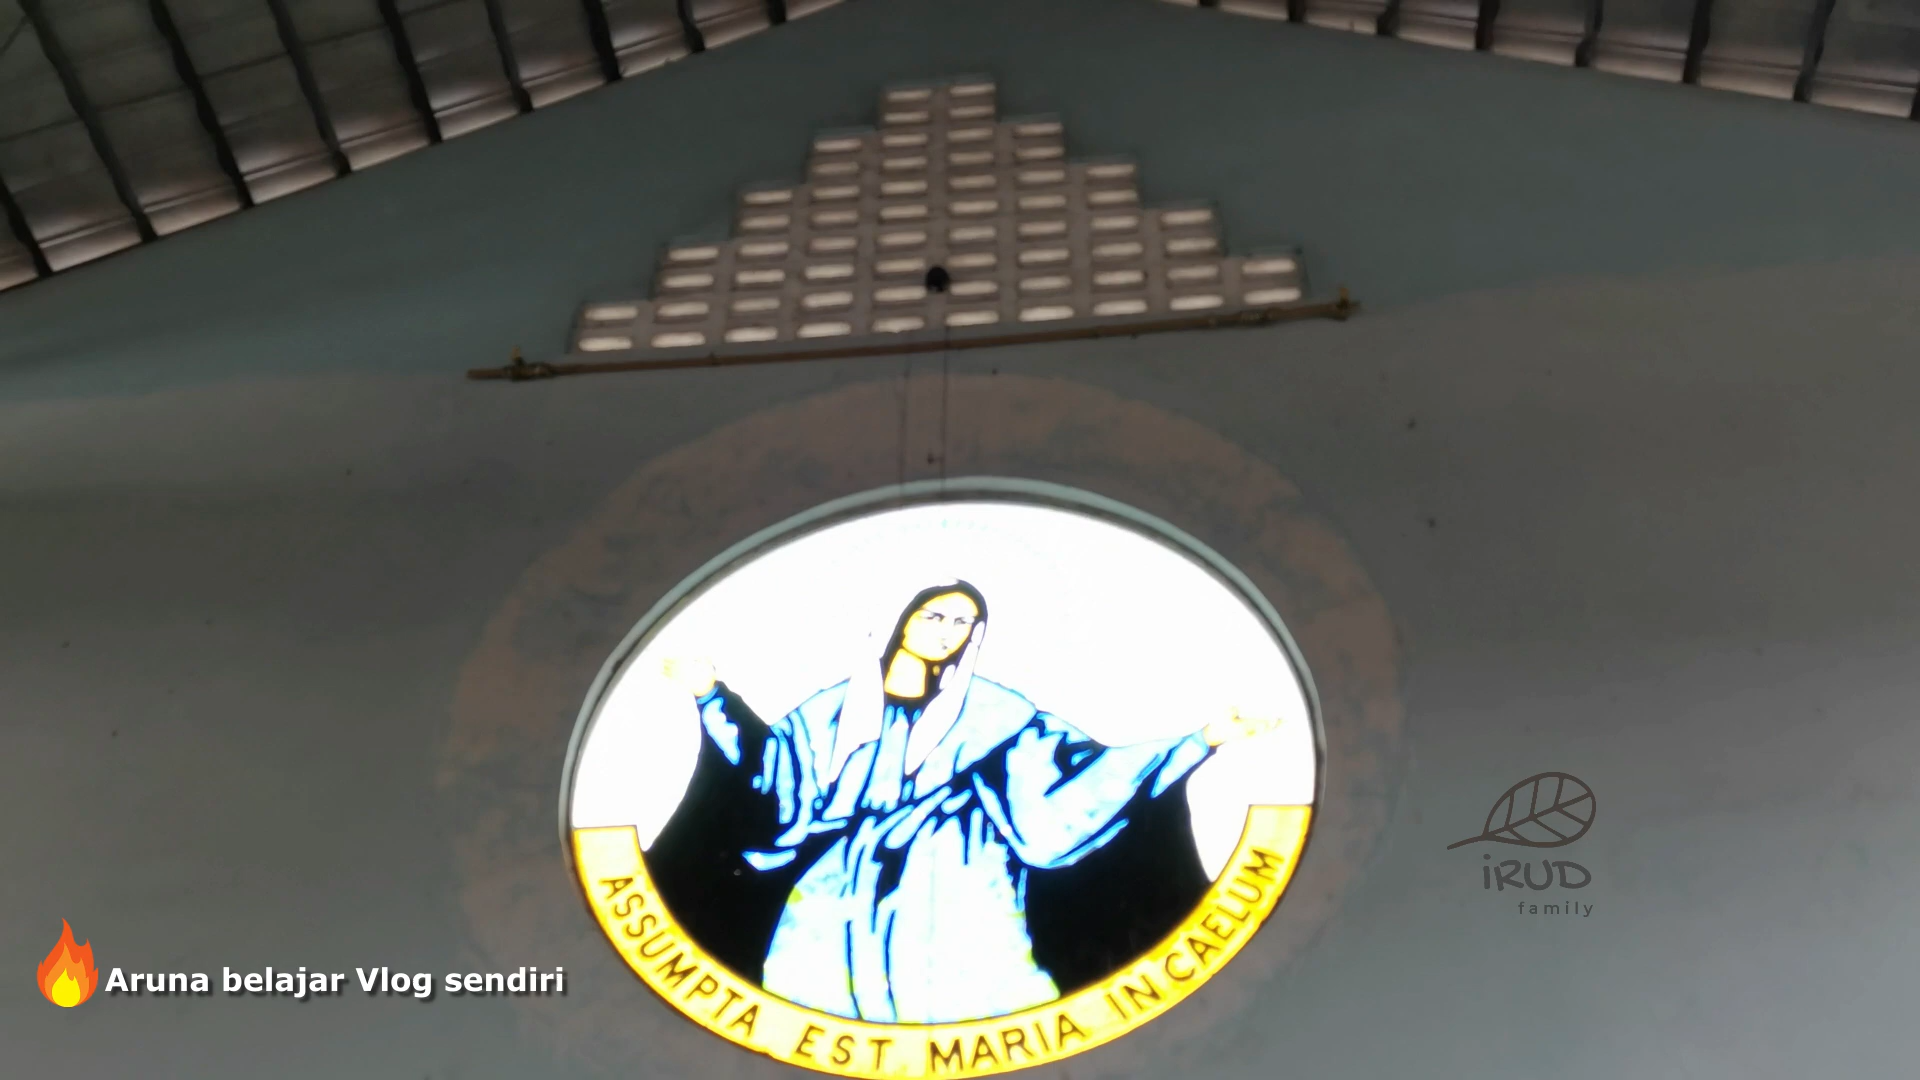 ASSUMPTA EST MARIA IN CAELUM
iRUD
family
Aruna belajar Vlog sendiri